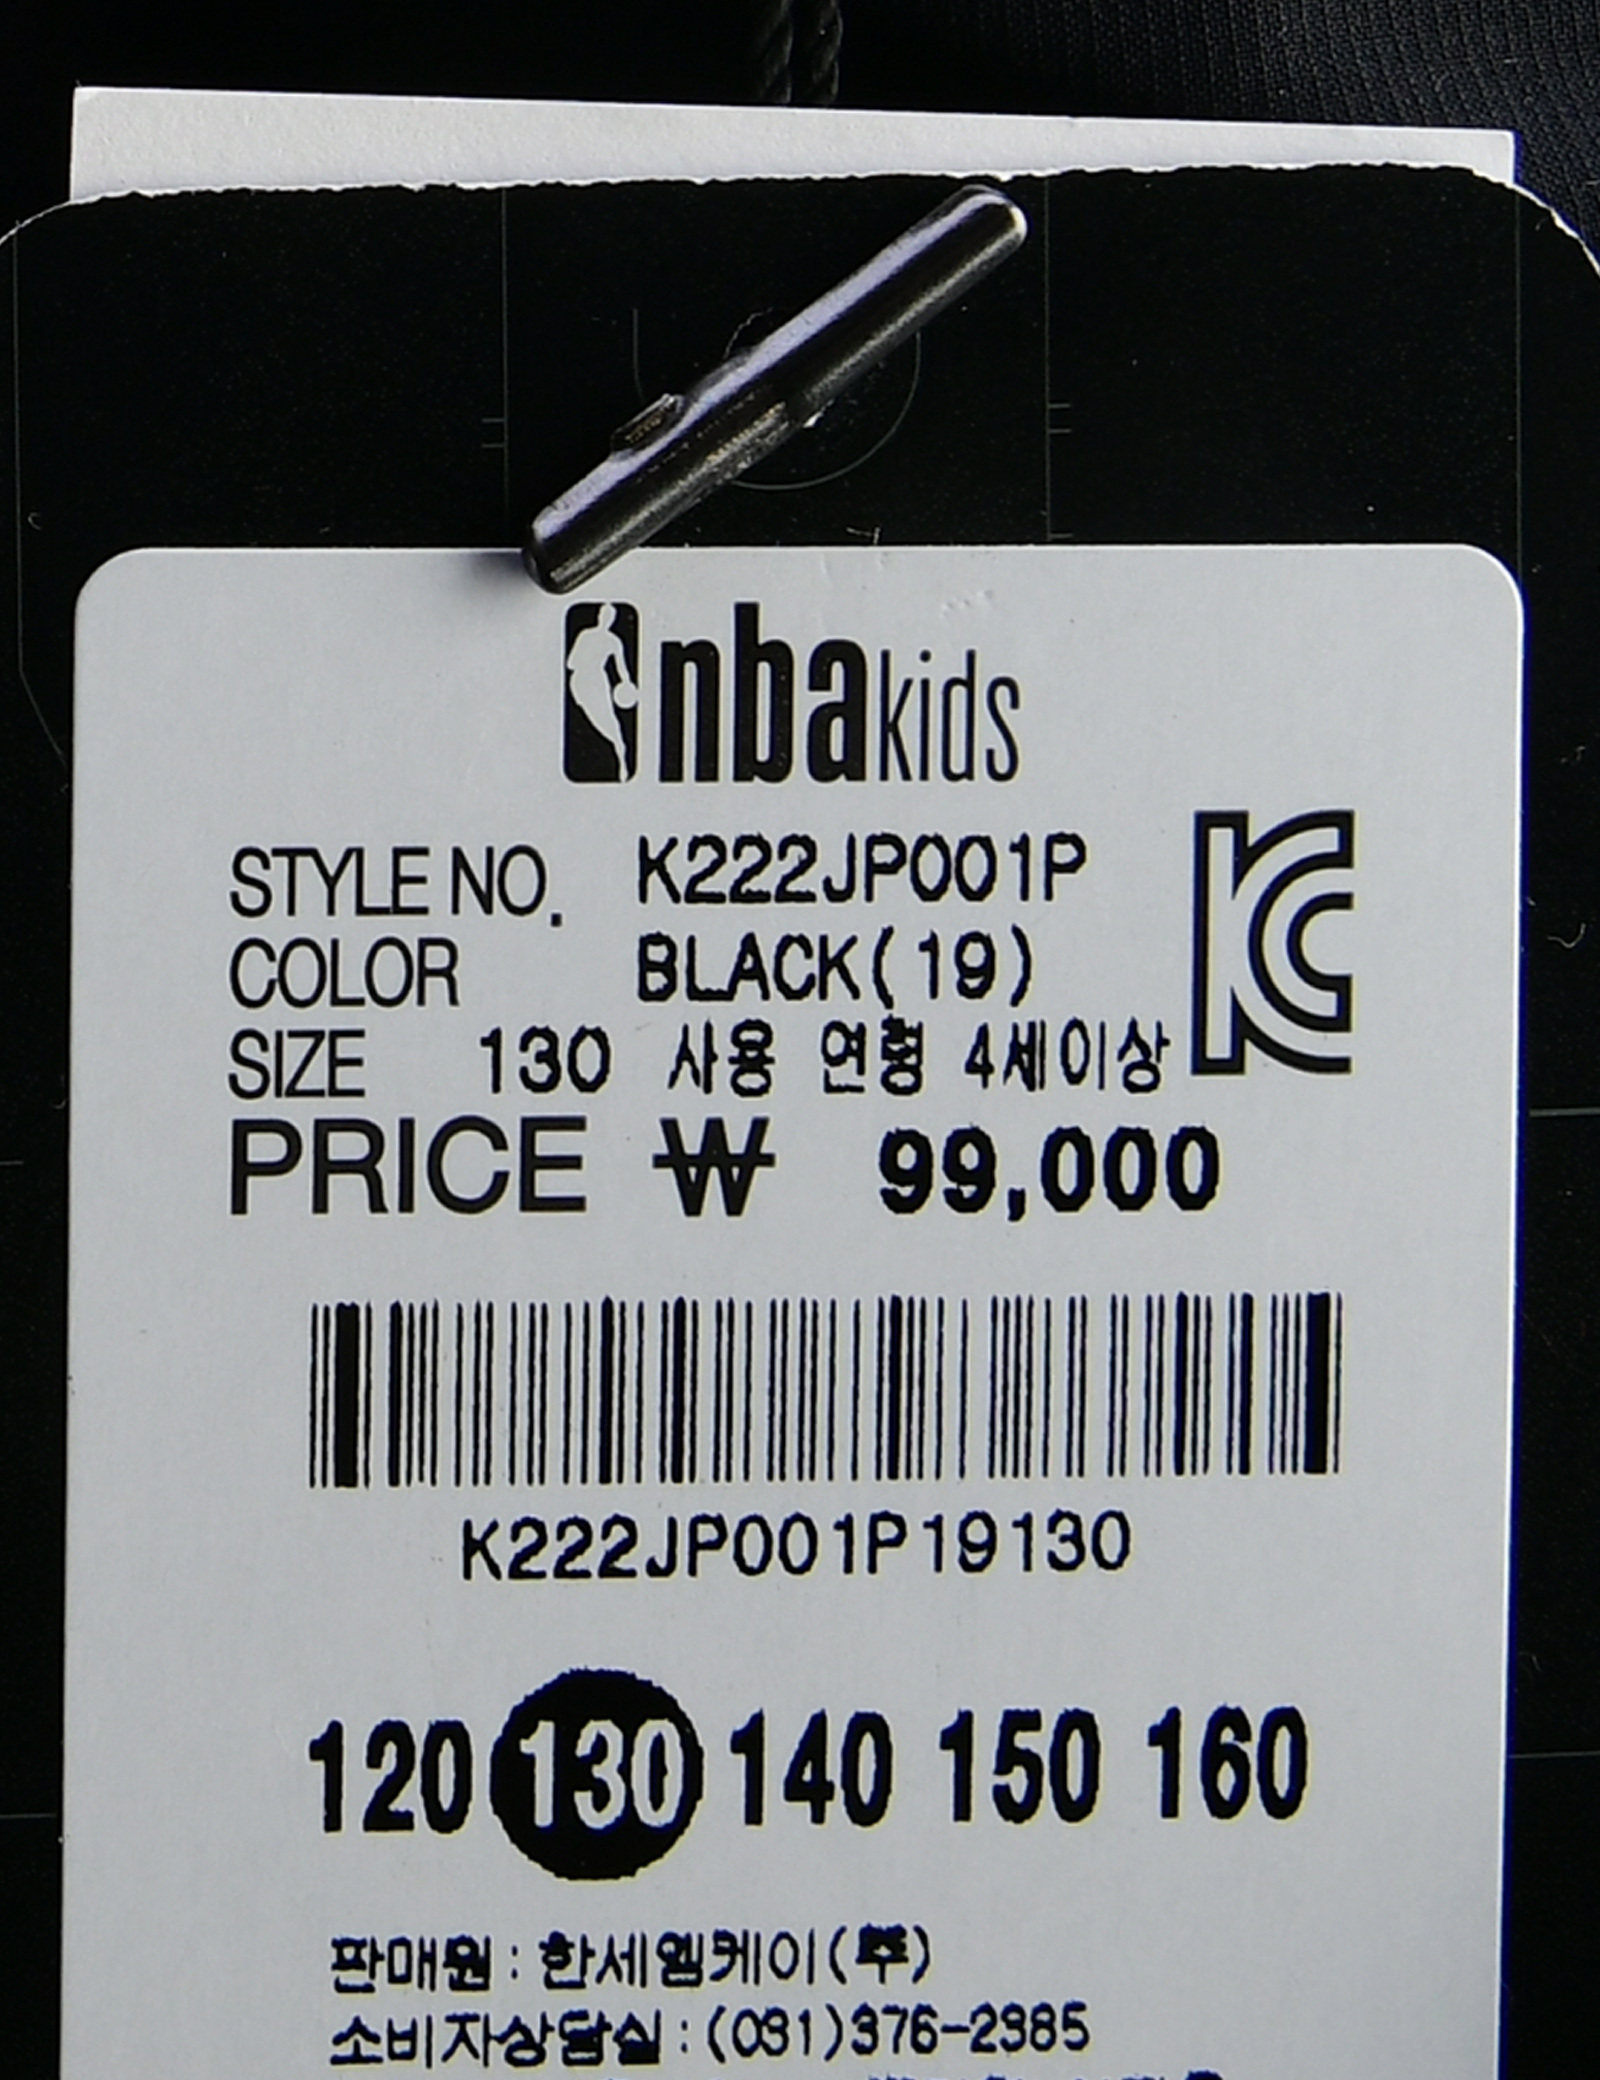 nbakids
STYLE NO. K222JP001P
COLOR BLACK(19)
SIZE 130 사용 연령 4세이상
PRICE ₩ 99,000
K222JP001P19130
120 130 140 150 160
판매원:한세엠케이(주)
소비자상담실:(031)376-2385